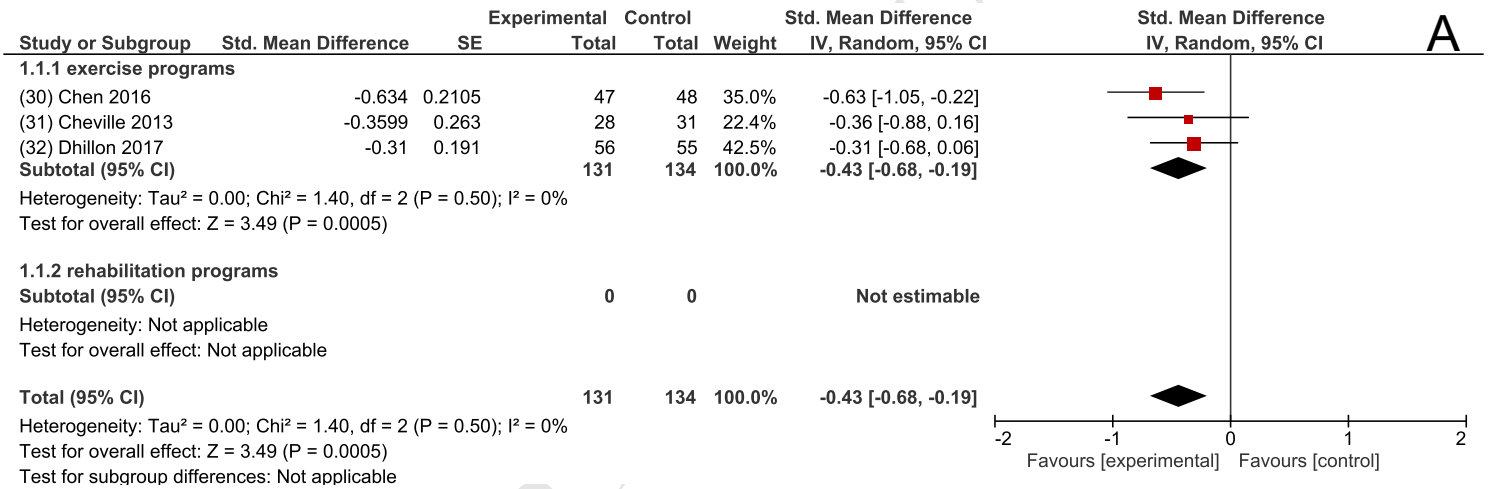 Experimental Control Std. Mean Difference Std. Mean Difference A
Study or Subgroup Std. Mean Difference SE Total Total Weight IV, Random, 95% CI IV, Random, 95% CI
1.1.1 exercise programs
(30) Chen 2016 -0.634 0.2105 47 48 35.0% -0.63 [-1.05, -0.22]
(31) Cheville 2013 -0.3599 0.263 28 31 22.4% -0.36 [-0.88, 0.16]
(32) Dhillon 2017 -0.31 0.191 56 55 42.5% -0.31 [-0.68, 0.06]
Subtotal (95% CI) 131 134 100.0% -0.43 [-0.68, -0.19]
Heterogeneity: Tau² = 0.00; Chi² = 1.40, df = 2 (P = 0.50); I² = 0%
Test for overall effect: Z = 3.49 (P = 0.0005)
1.1.2 rehabilitation programs
Subtotal (95% CI) 0 0 Not estimable
Heterogeneity: Not applicable
Test for overall effect: Not applicable
Total (95% CI) 131 134 100.0% -0.43 [-0.68, -0.19]
Heterogeneity: Tau² = 0.00; Chi² = 1.40, df = 2 (P = 0.50); I² = 0%
Test for overall effect: Z = 3.49 (P = 0.0005)
Test for subgroup differences: Not applicable
-2 -1 0 1 2
Favours [experimental] Favours [control]